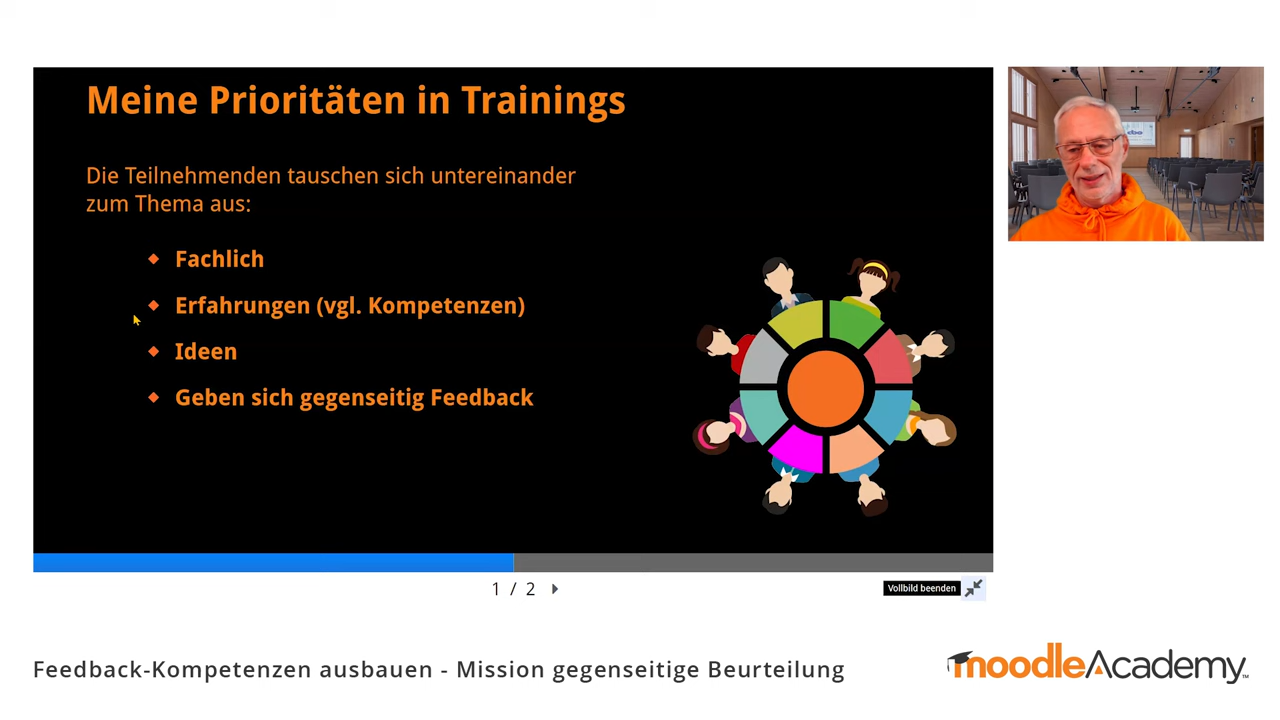 Meine Prioritäten in Trainings
Die Teilnehmenden tauschen sich untereinander
zum Thema aus:
Fachlich
Erfahrungen (vgl. Kompetenzen)
Ideen
Geben sich gegenseitig Feedback
1 / 2
Vollbild beenden
Feedback-Kompetenzen ausbauen - Mission gegenseitige Beurteilung
moodleAcademy™